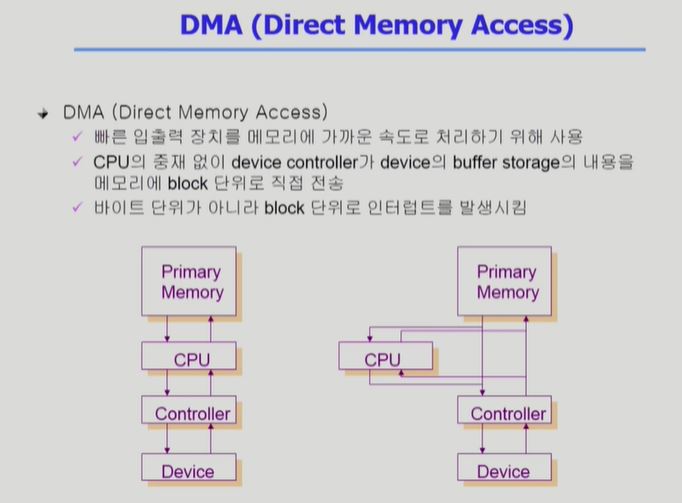 DMA (Direct Memory Access)
DMA (Direct Memory Access)
빠른 입출력 장치를 메모리에 가까운 속도로 처리하기 위해 사용
CPU의 중재 없이 device controller가 device의 buffer storage의 내용을
메모리에 block 단위로 직접 전송
바이트 단위가 아니라 block 단위로 인터럽트를 발생시킴
Primary
Memory
CPU
Controller
Device
Primary
Memory
CPU
Controller
Device